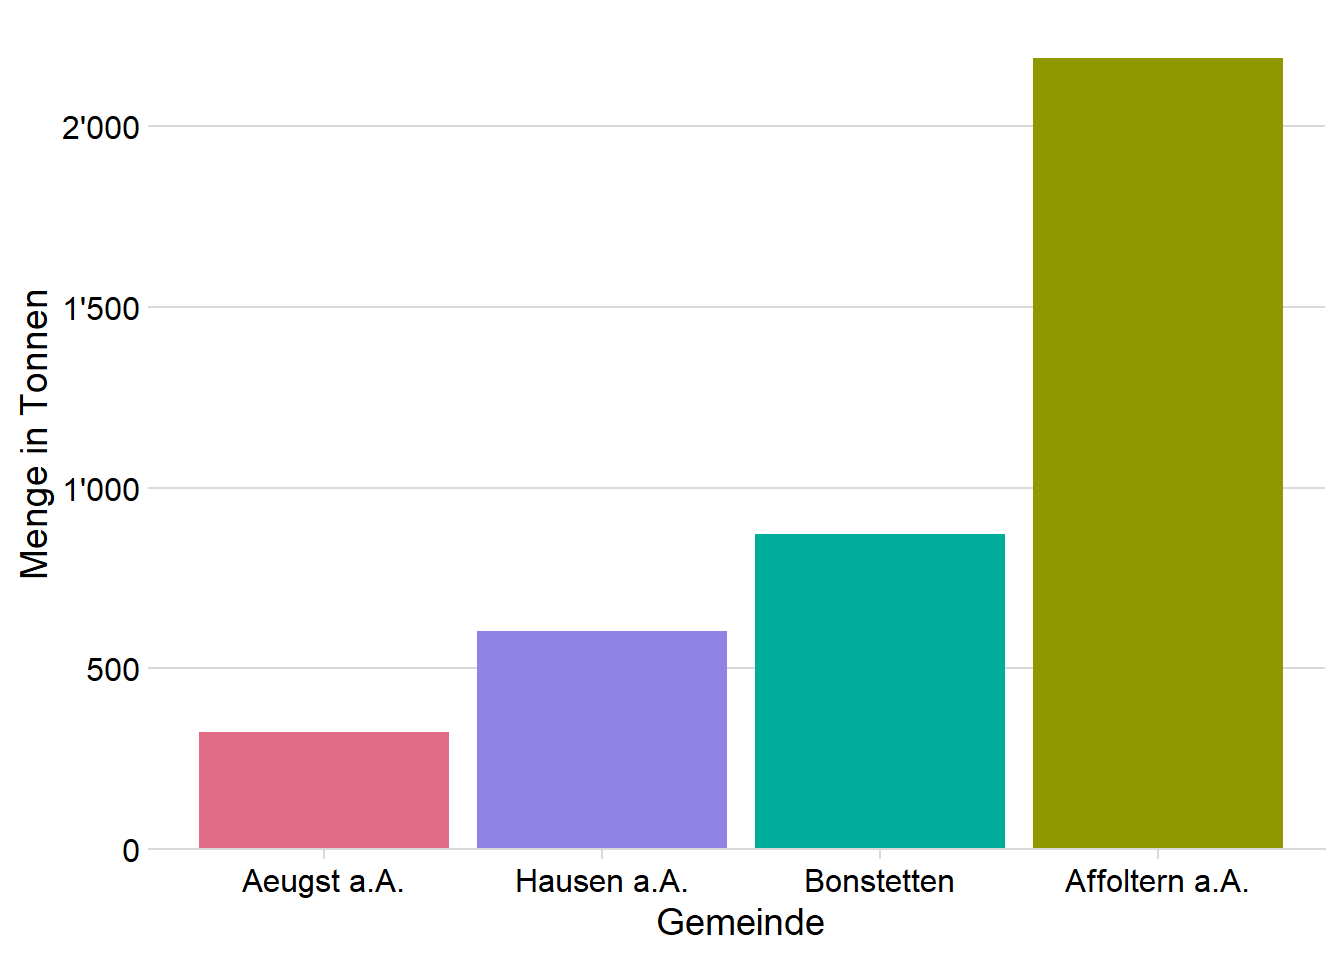 2'000
1'500
1'000
500
0
Menge in Tonnen
Aeugst a.A.
Hausen a.A.
Bonstetten
Affoltern a.A.
Gemeinde